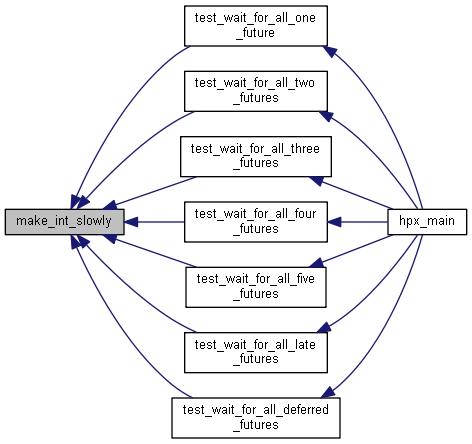 test_wait_for_all_one
_future
test_wait_for_all_two
_futures
test_wait_for_all_three
_futures
make_int_slowly
test_wait_for_all_four
_futures
hpx_main
test_wait_for_all_five
_futures
test_wait_for_all_late
_futures
test_wait_for_all_deferred
_futures